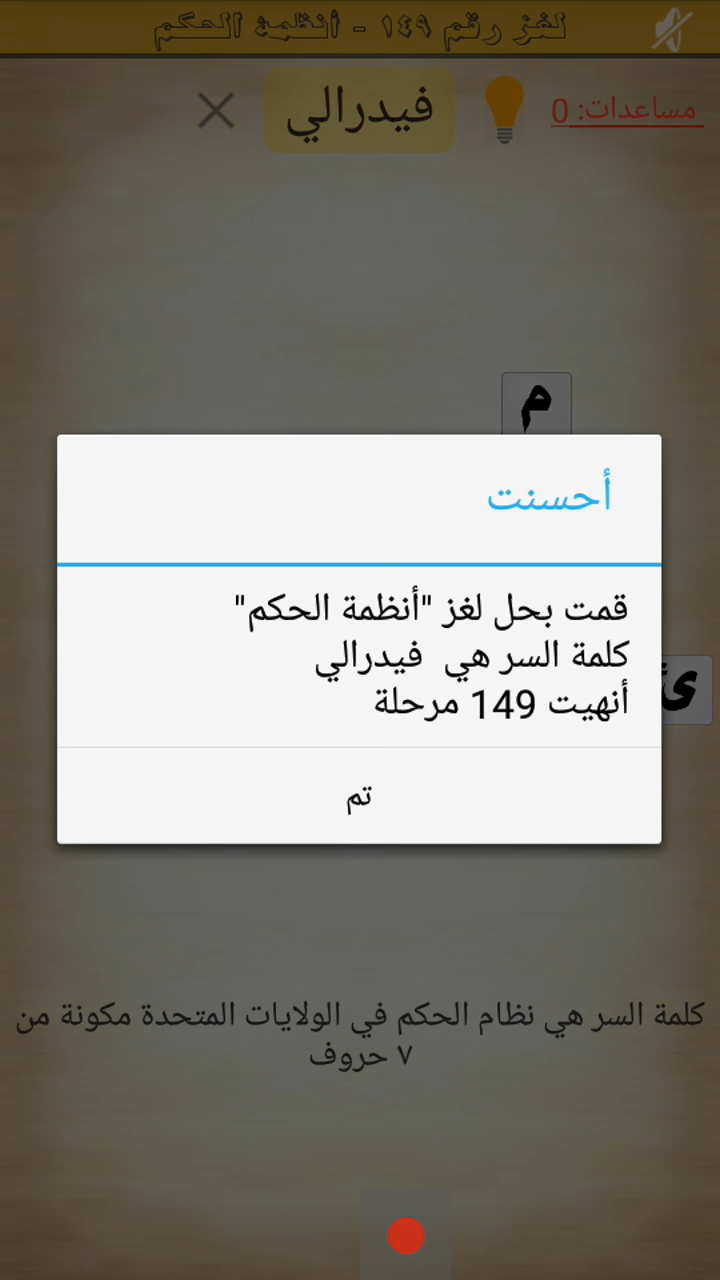 لغز رقم ١٤٩ - أنظمة الحكم
مساعدات: 0
فيدرالي
م
أحسنت
قمت بحل لغز "أنظمة الحكم"
كلمة السر هي فيدرالي
ئ
أنهيت 149 مرحلة
تم
كلمة السر هي نظام الحكم في الولايات المتحدة مكونة من
٧ حروف